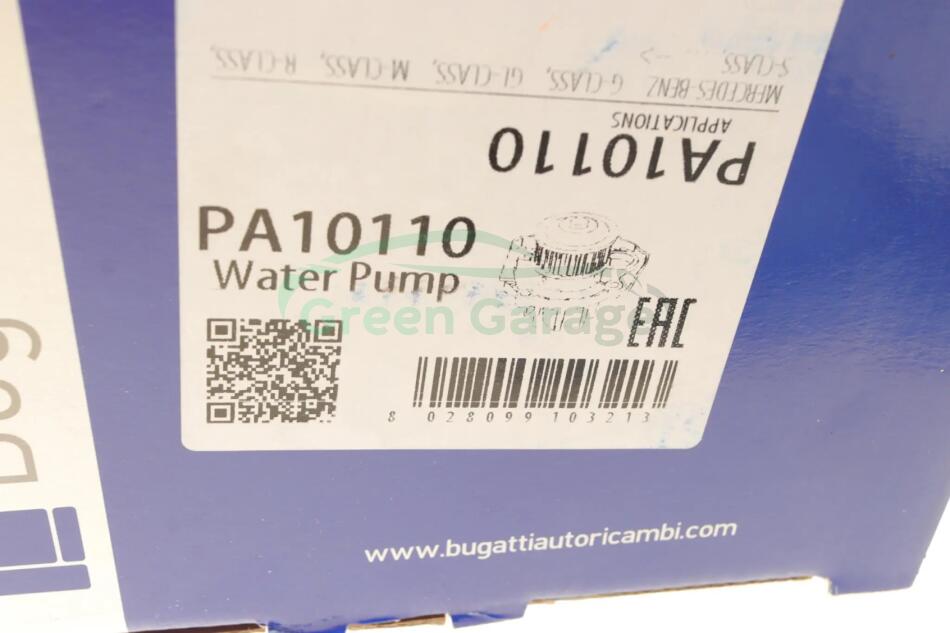 MERCEDES-BENZ G-CLASS, GL-CLASS, M-CLASS, R-CLASS,
S-CLASS, ... -->
APPLICATIONS
PA10110
PA10110
Water Pump
Green Garage
EAC
8 028099 103213
www.bugattiautoricambi.com